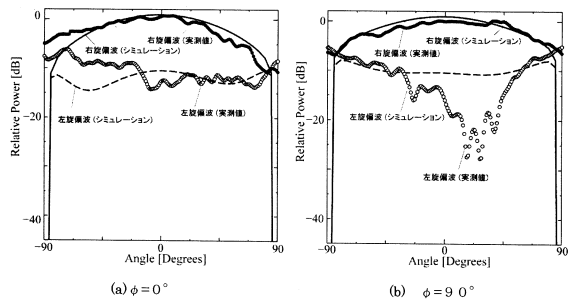 0
右旋偏波(シミュレーション)
右旋偏波(実測値)
左旋偏波(シミュレーション)
左旋偏波(実測値)
-20
-40
-90
0
90
Relative Power [dB]
Angle [Degrees]
(a) φ=0°
0
右旋偏波(シミュレーション)
右旋偏波(実測値)
左旋偏波(シミュレーション)
左旋偏波(実測値)
-20
-40
-90
0
90
Relative Power [dB]
Angle [Degrees]
(b) φ=90°